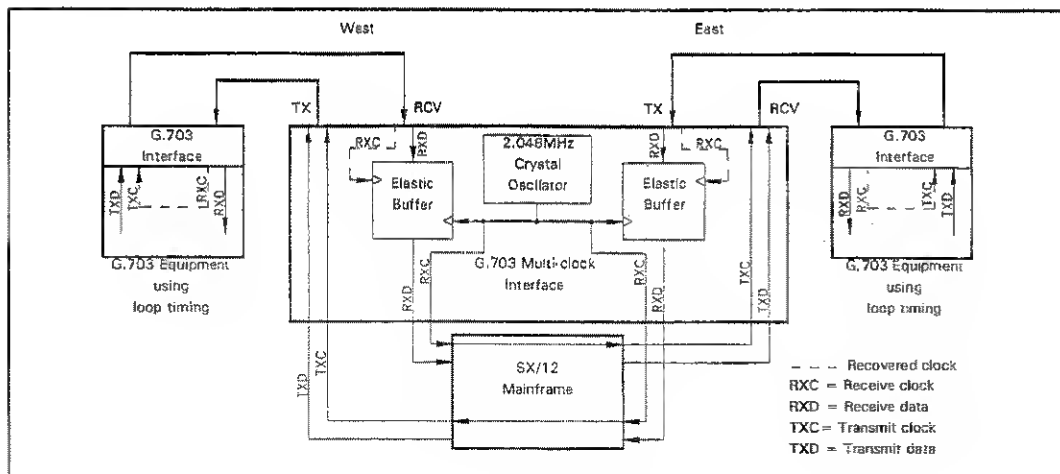 West
East
TX
RCV
TX
RCV
G.703
Interface
TXD
TXC
RXC
RXD
G.703 Equipment
using
loop timing
RXC
RXD
Elastic
Buffer
2.048MHz
Crystal
Oscillator
RXD
RXC
Elastic
Buffer
G.703
Interface
RXD
RXC
TXC
TXD
G.703 Equipment
using
loop timing
RXC
RXD
G.703 Multi-clock
Interface
RXC
RXD
TXC
TXD
TXD
TXC
SX/12
Mainframe
– – – Recovered clock
RXC = Receive clock
RXD = Receive data
TXC = Transmit clock
TXD = Transmit data